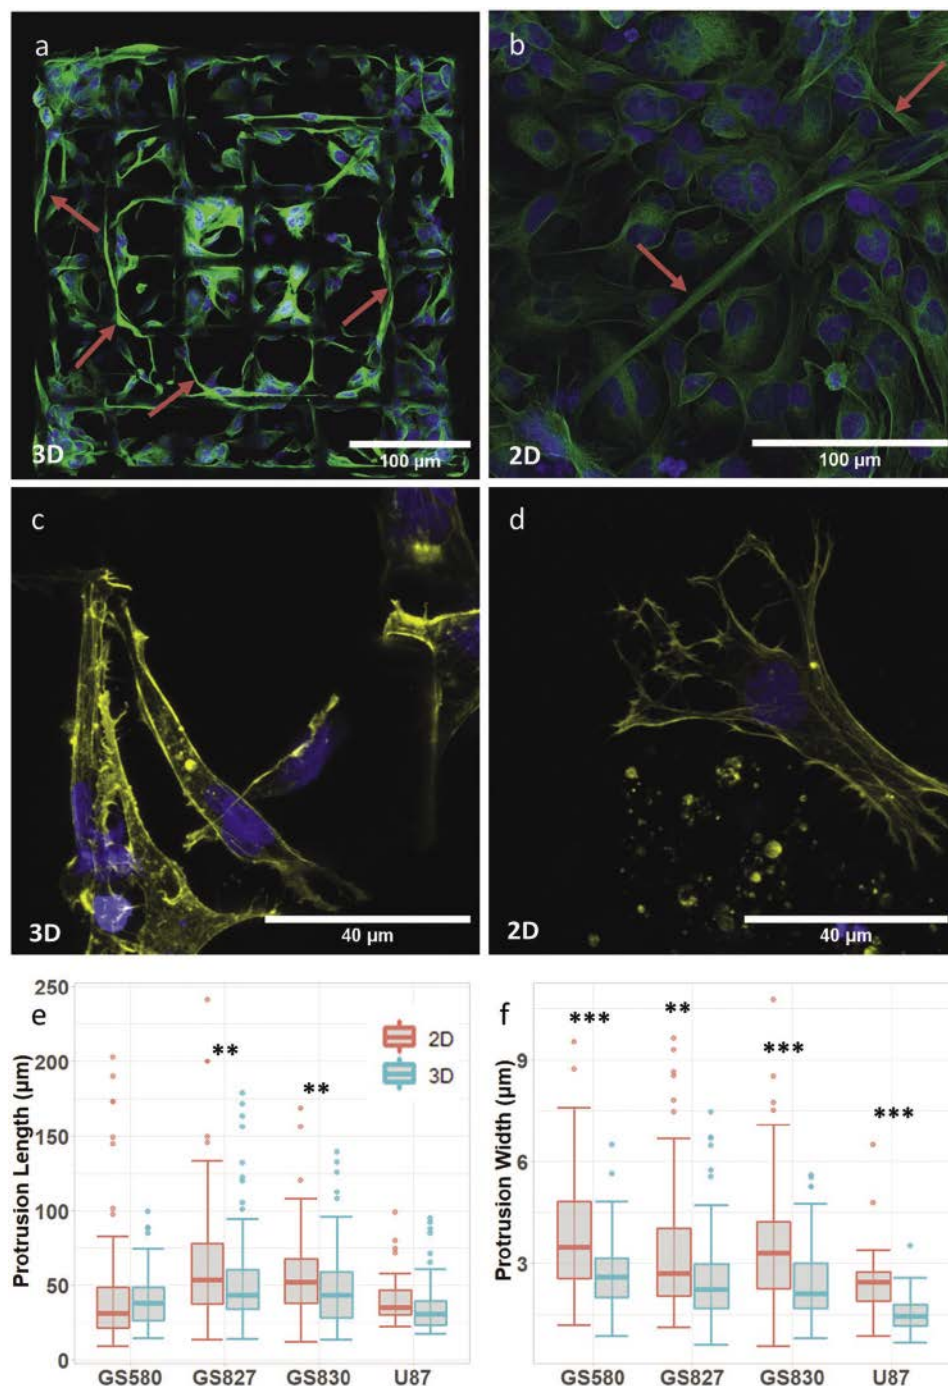 a
b
3D
100 µm
2D
100 µm
c
d
3D
40 µm
2D
40 µm
e
Protrusion Length (µm)
250
200
150
100
50
0
**
**
2D
3D
GS580
GS827
GS830
U87
f
Protrusion Width (µm)
9
6
3
***
**
***
***
GS580
GS827
GS830
U87